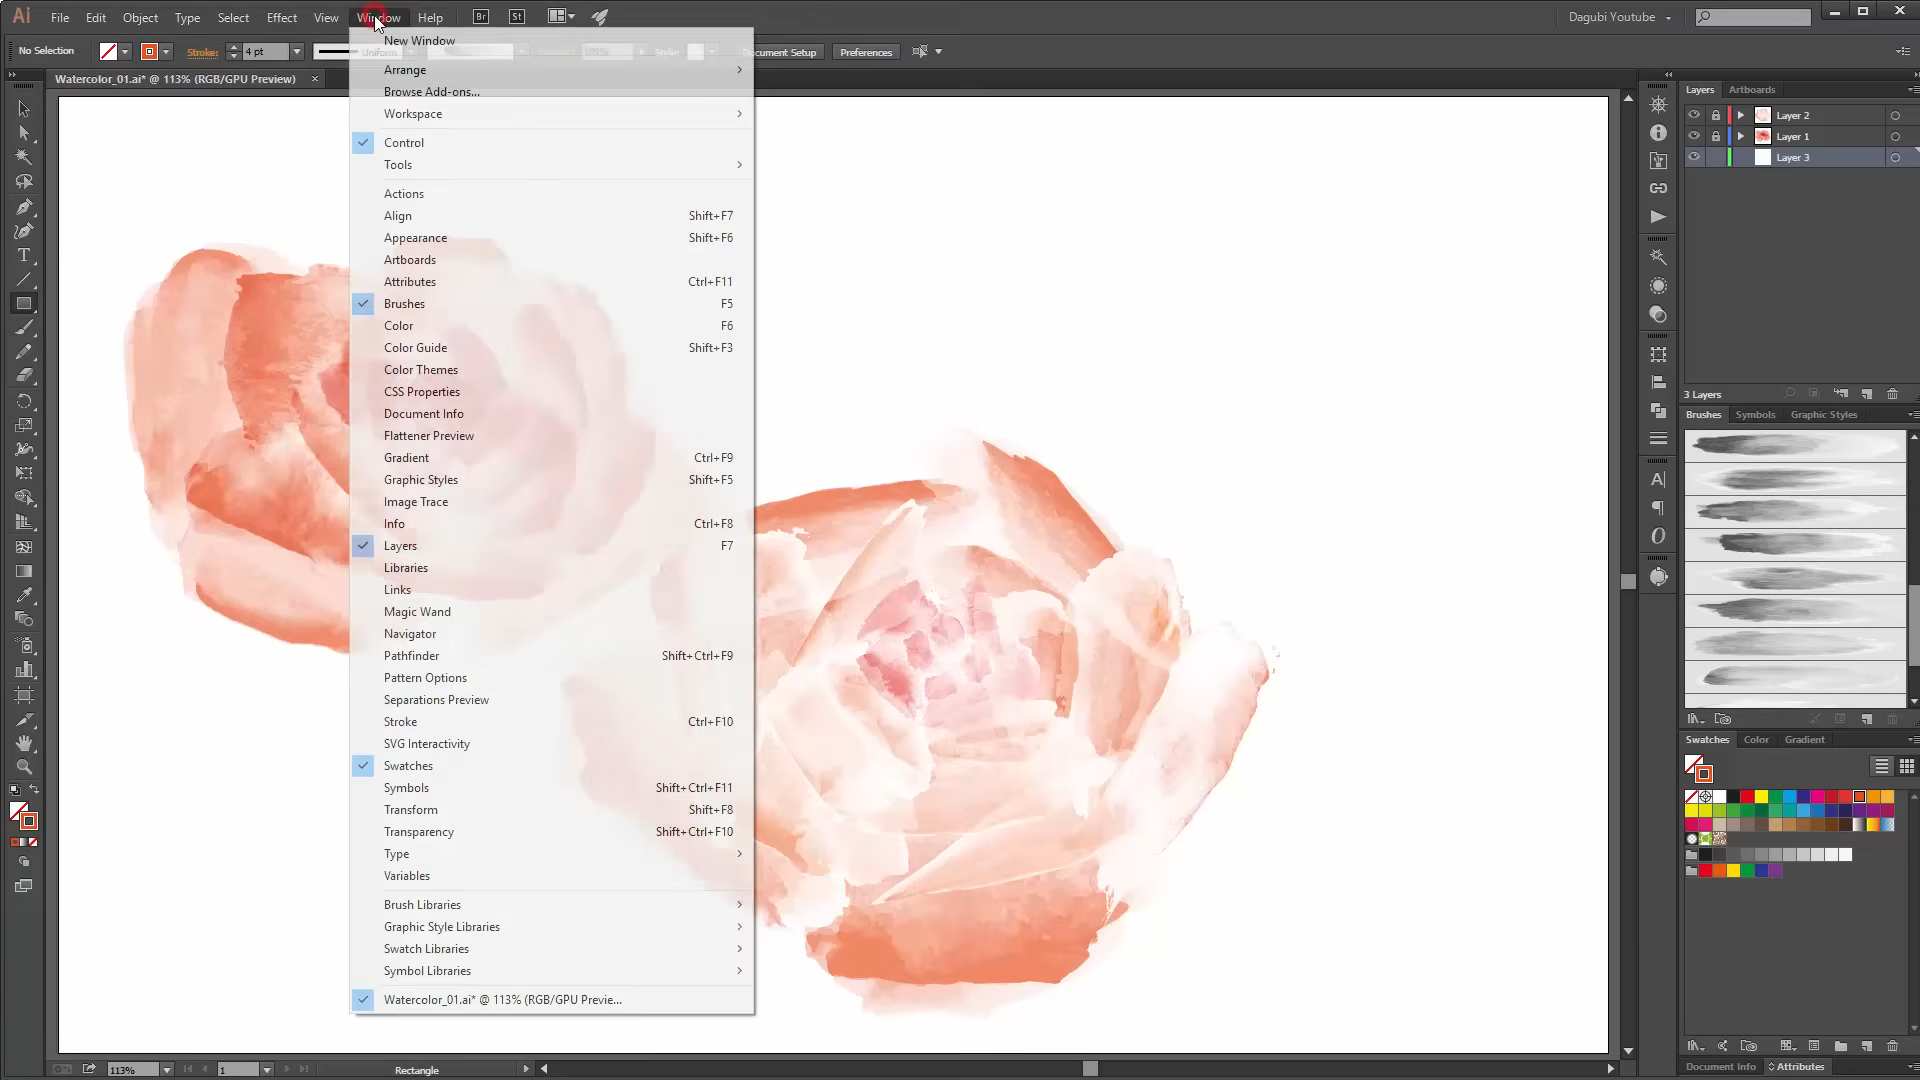 Ai File Edit Object Type Select Effect View Window Help Br St Dagubi Youtube
No Selection Stroke: 4 pt Uniform Style: Document Setup Preferences
Watercolor_01.ai* @ 113% (RGB/GPU Preview) ×
New Window
Arrange
Browse Add-ons...
Workspace
Control
Tools
Actions
Align Shift+F7
Appearance Shift+F6
Artboards
Attributes Ctrl+F11
Brushes F5
Color F6
Color Guide Shift+F3
Color Themes
CSS Properties
Document Info
Flattener Preview
Gradient Ctrl+F9
Graphic Styles Shift+F5
Image Trace
Info Ctrl+F8
Layers F7
Libraries
Links
Magic Wand
Navigator
Pathfinder Shift+Ctrl+F9
Pattern Options
Separations Preview
Stroke Ctrl+F10
SVG Interactivity
Swatches
Symbols Shift+Ctrl+F11
Transform Shift+F8
Transparency Shift+Ctrl+F10
Type
Variables
Brush Libraries
Graphic Style Libraries
Swatch Libraries
Symbol Libraries
Watercolor_01.ai* @ 113% (RGB/GPU Previe...
Layers Artboards
Layer 2
Layer 1
Layer 3
3 Layers
Brushes Symbols Graphic Styles
Swatches Color Gradient
Document Info Attributes
113% 1 Rectangle